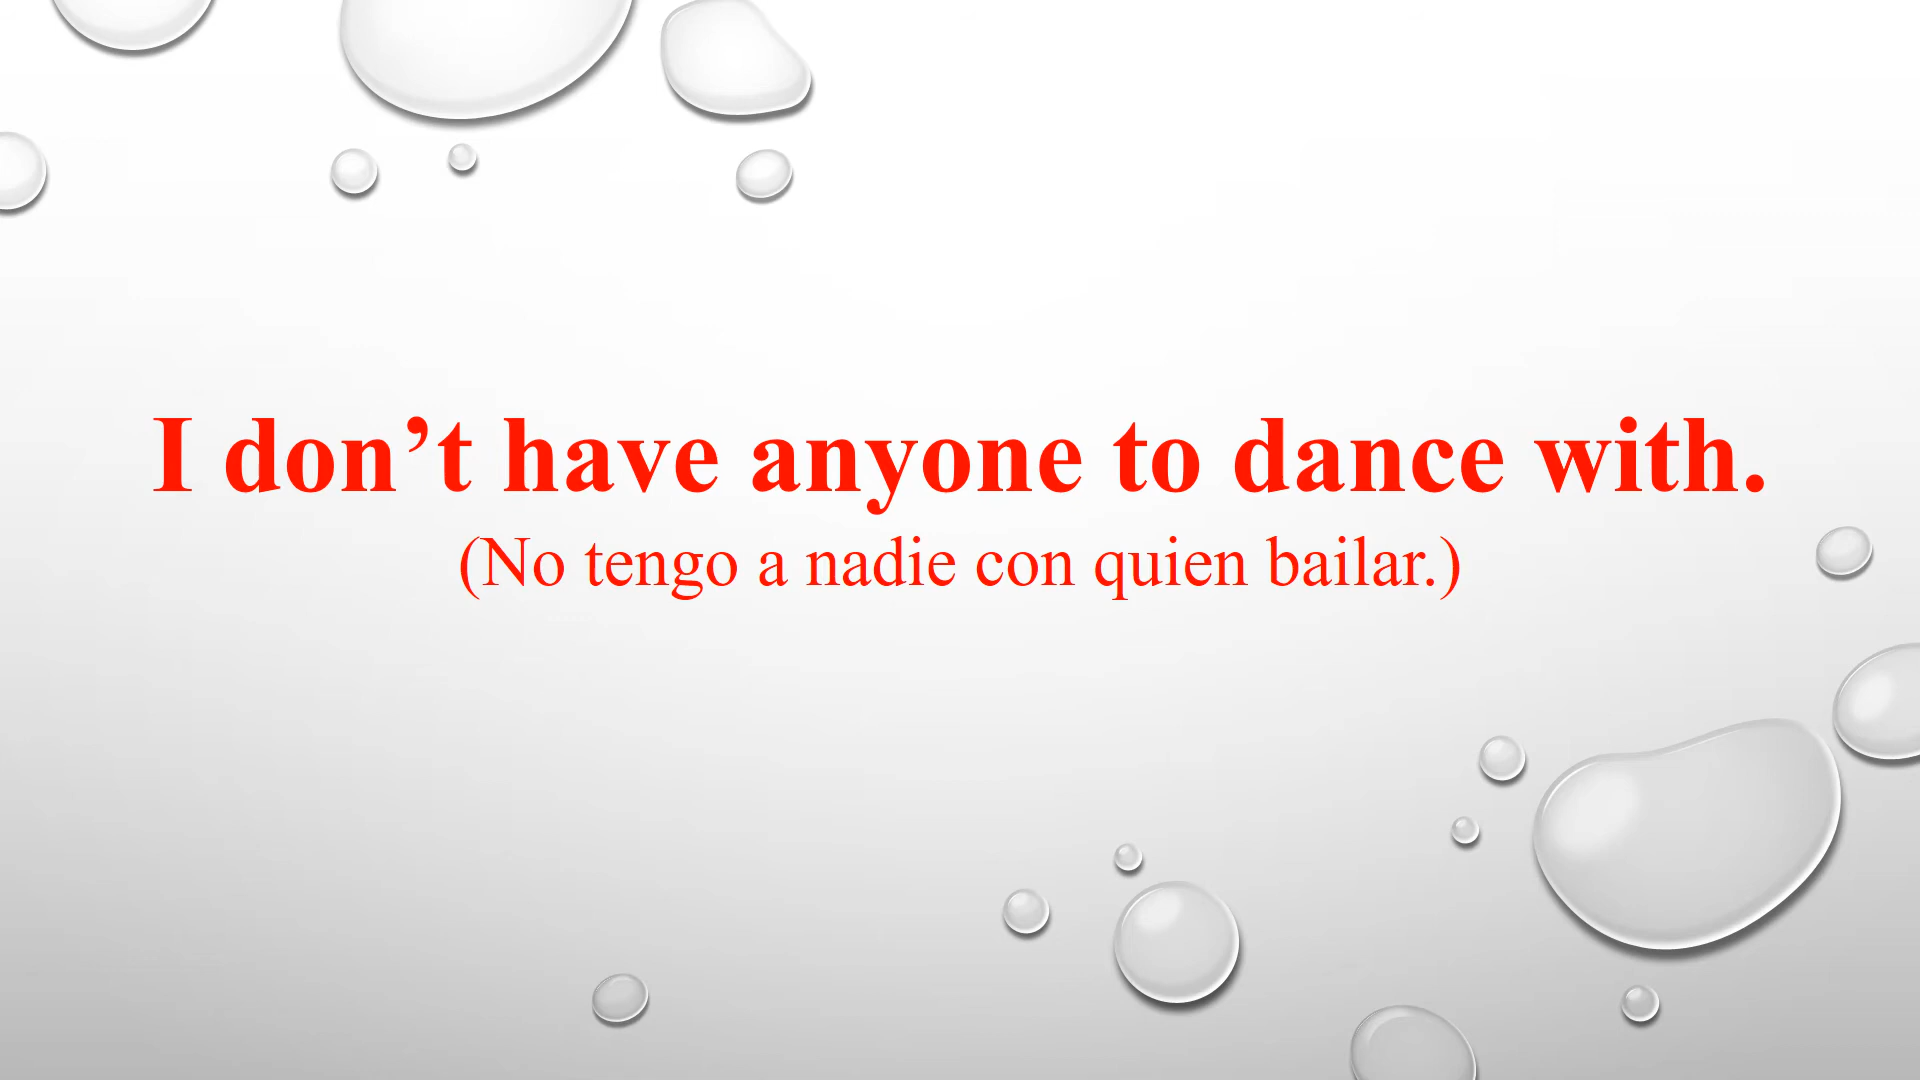 I don’t have anyone to dance with.
(No tengo a nadie con quien bailar.)